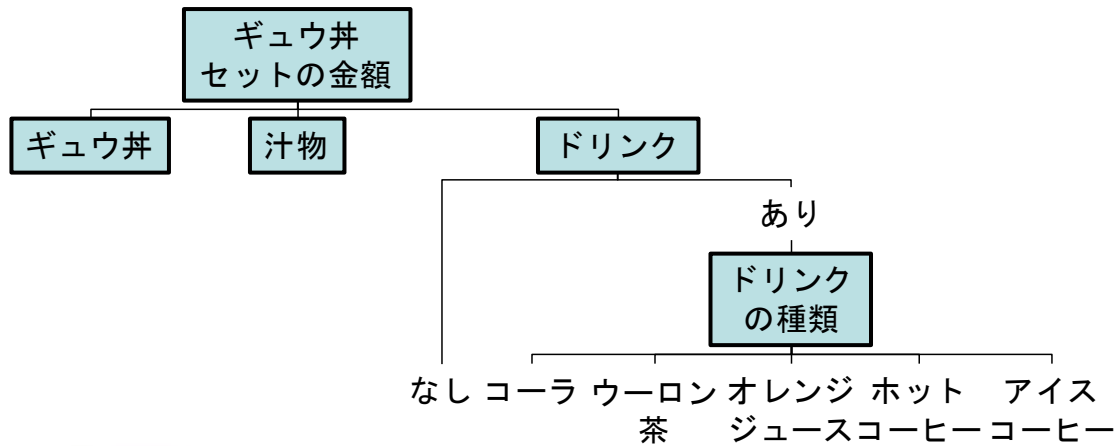 ギュウ丼
セットの金額
ギュウ丼
汁物
ドリンク
あり
ドリンク
の種類
なし
コーラ
ウーロン
茶
オレンジ
ジュース
ホット
コーヒー
アイス
コーヒー